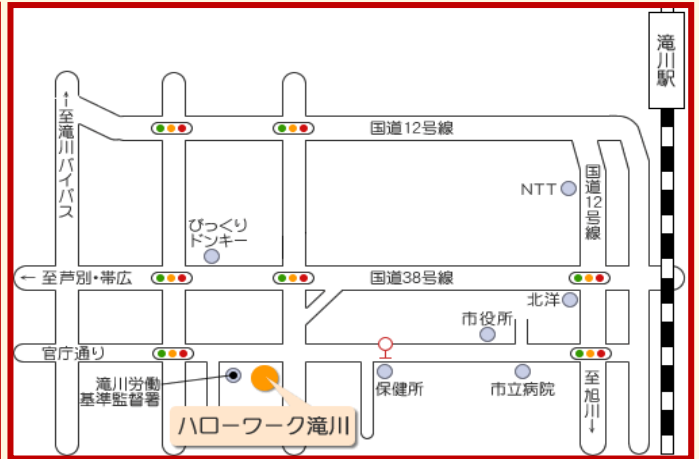 滝川駅
↑至滝川バイパス
国道12号線
NTT
国道12号線
びっくり
ドンキー
← 至芦別・帯広
国道38号線
北洋
市役所
官庁通り
滝川労働
基準監督署
保健所
市立病院
至旭川→
ハローワーク滝川